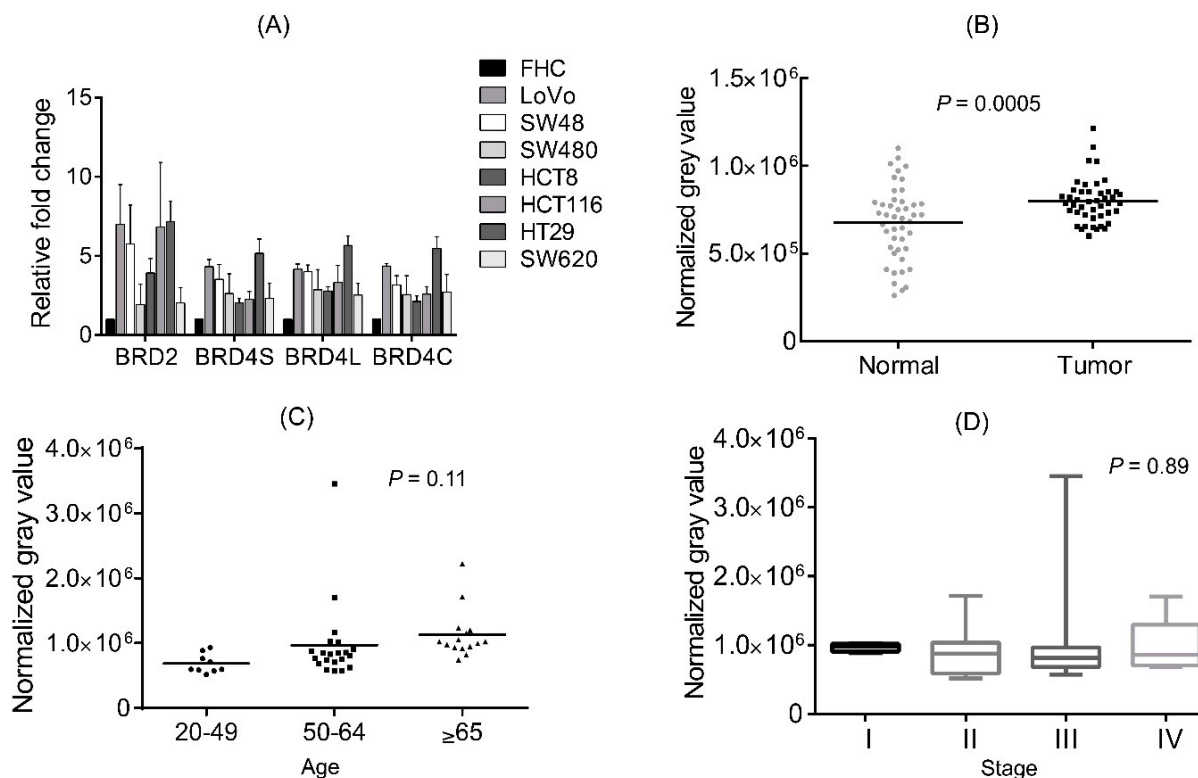 (A)
Relative fold change
15
10
5
0
BRD2 BRD4S BRD4L BRD4C
FHC
LoVo
SW48
SW480
HCT8
HCT116
HT29
SW620
(B)
Normalized grey value
1.5×10⁶
1.0×10⁶
5.0×10⁵
0
P = 0.0005
Normal Tumor
(C)
Normalized gray value
4.0×10⁶
3.0×10⁶
2.0×10⁶
1.0×10⁶
0
P = 0.11
20-49 50-64 ≥65
Age
(D)
Normalized gray value
4.0×10⁶
3.0×10⁶
2.0×10⁶
1.0×10⁶
0.0
P = 0.89
I II III IV
Stage